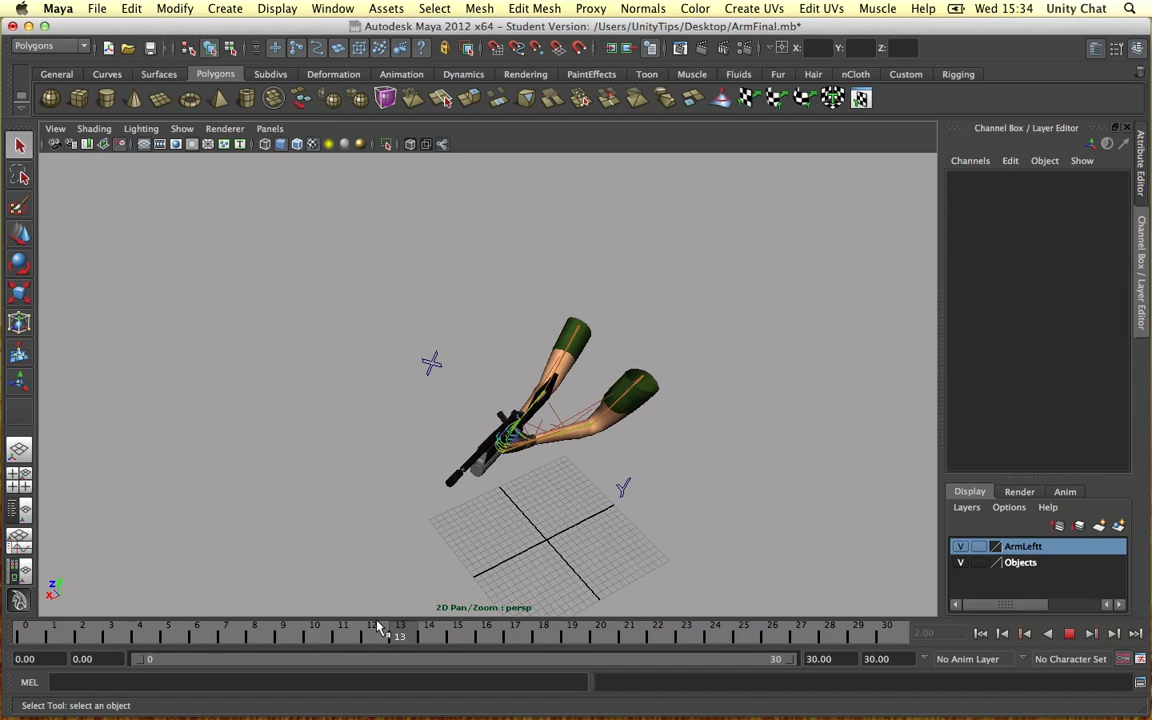 Maya File Edit Modify Create Display Window Assets Select Mesh Edit Mesh Proxy Normals Color Create UVs Edit UVs Muscle Help Wed 15:34 Unity Chat
Autodesk Maya 2012 x64 - Student Version: /Users/UnityTips/Desktop/ArmFinal.mb*
Polygons X: Y: Z:
General Curves Surfaces Polygons Subdivs Deformation Animation Dynamics Rendering PaintEffects Toon Muscle Fluids Fur Hair nCloth Custom Rigging
View Shading Lighting Show Renderer Panels
Channel Box / Layer Editor
Channels Edit Object Show
Attribute Editor
Channel Box / Layer Editor
X
Y
Z
X
2D Pan/Zoom : persp
Display Render Anim
Layers Options Help
V ArmLeftt
V Objects
0 1 2 3 4 5 6 7 8 9 10 11 12 13 14 15 16 17 18 19 20 21 22 23 24 25 26 27 28 29 30
13
2.00
0.00 0.00 0 30 30.00 30.00 No Anim Layer No Character Set
MEL
Select Tool: select an object